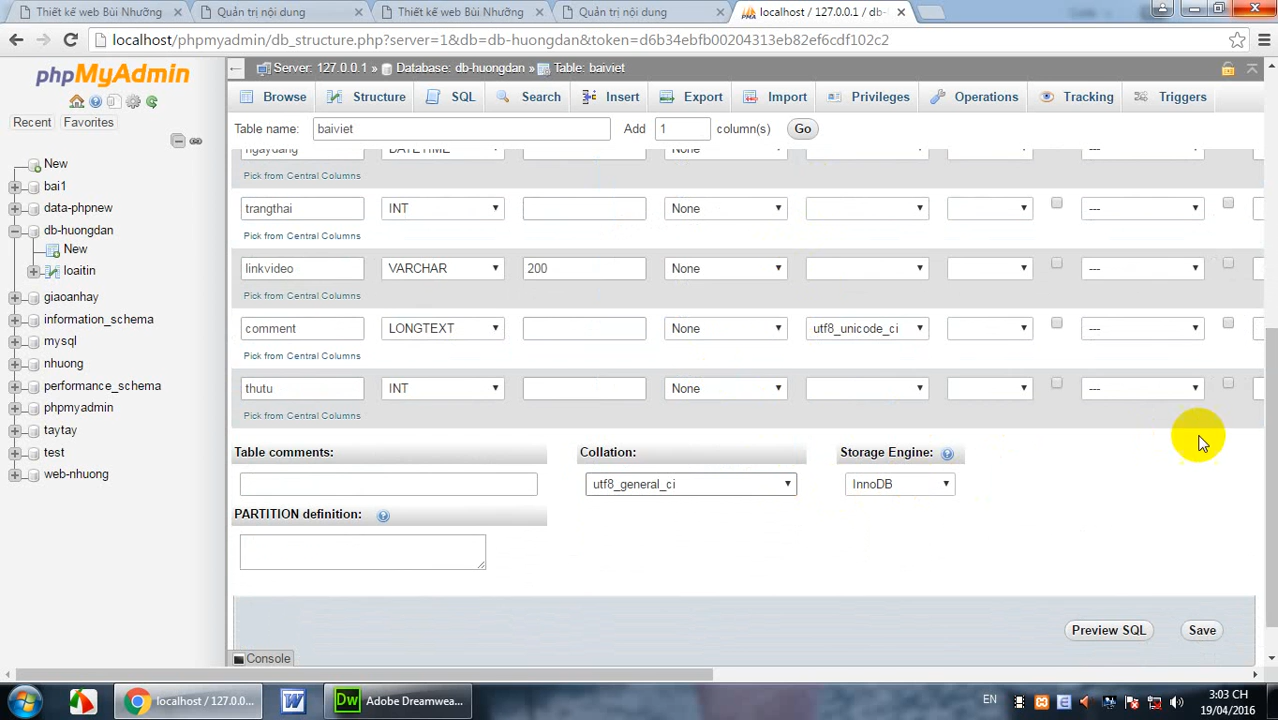 Thiết kế web Bùi Nhưỡng
Quản trị nội dung
Thiết kế web Bùi Nhưỡng
Quản trị nội dung
localhost / 127.0.0.1 / db-
localhost/phpmyadmin/db_structure.php?server=1&db=db-huongdan&token=d6b34ebfb00204313eb82ef6cdf102c2
phpMyAdmin
Recent
Favorites
New
bai1
data-phpnew
db-huongdan
New
loaitin
giaoanhay
information_schema
mysql
nhuong
performance_schema
phpmyadmin
taytay
test
web-nhuong
Server: 127.0.0.1 » Database: db-huongdan » Table: baiviet
Browse Structure SQL Search Insert Export Import Privileges Operations Tracking Triggers
Table name: baiviet Add 1 column(s) Go
ngaydang DATETIME None
Pick from Central Columns
trangthai INT None ---
Pick from Central Columns
linkvideo VARCHAR 200 None ---
Pick from Central Columns
comment LONGTEXT None utf8_unicode_ci ---
Pick from Central Columns
thutu INT None ---
Pick from Central Columns
Table comments: Collation: Storage Engine:
utf8_general_ci InnoDB
PARTITION definition:
Preview SQL Save
Console
localhost / 127.0.0....
Adobe Dreamwea...
EN
3:03 CH
19/04/2016